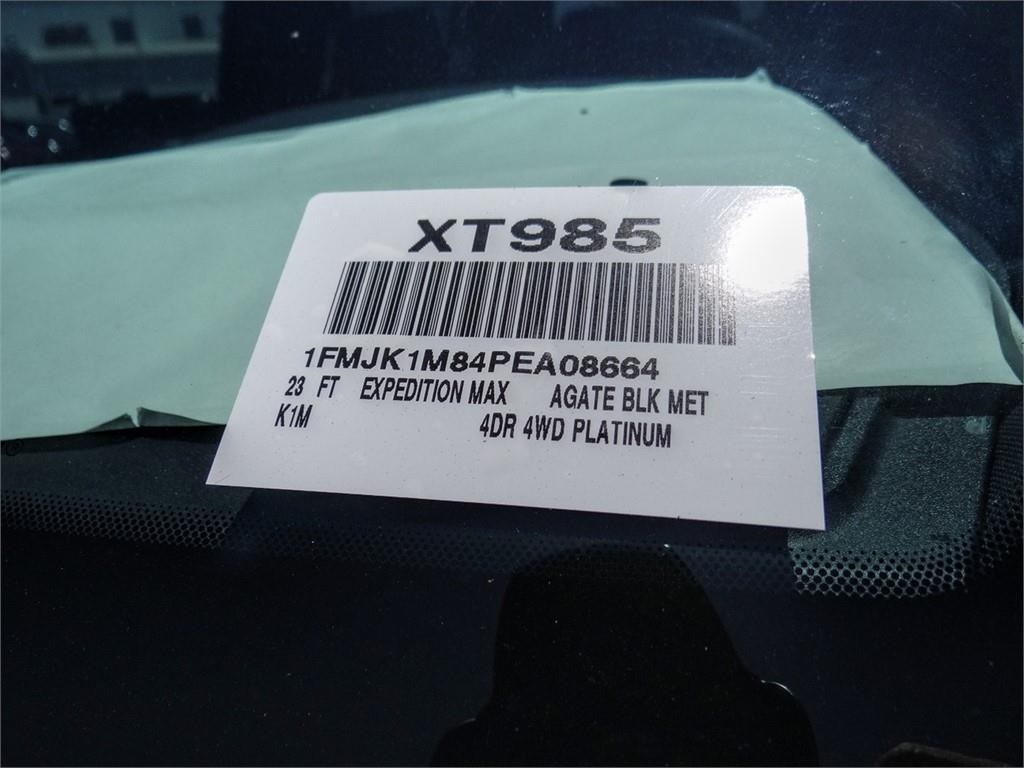 XT985
1FMJK1M84PEA08664
23 FT EXPEDITION MAX AGATE BLK MET
K1M 4DR 4WD PLATINUM